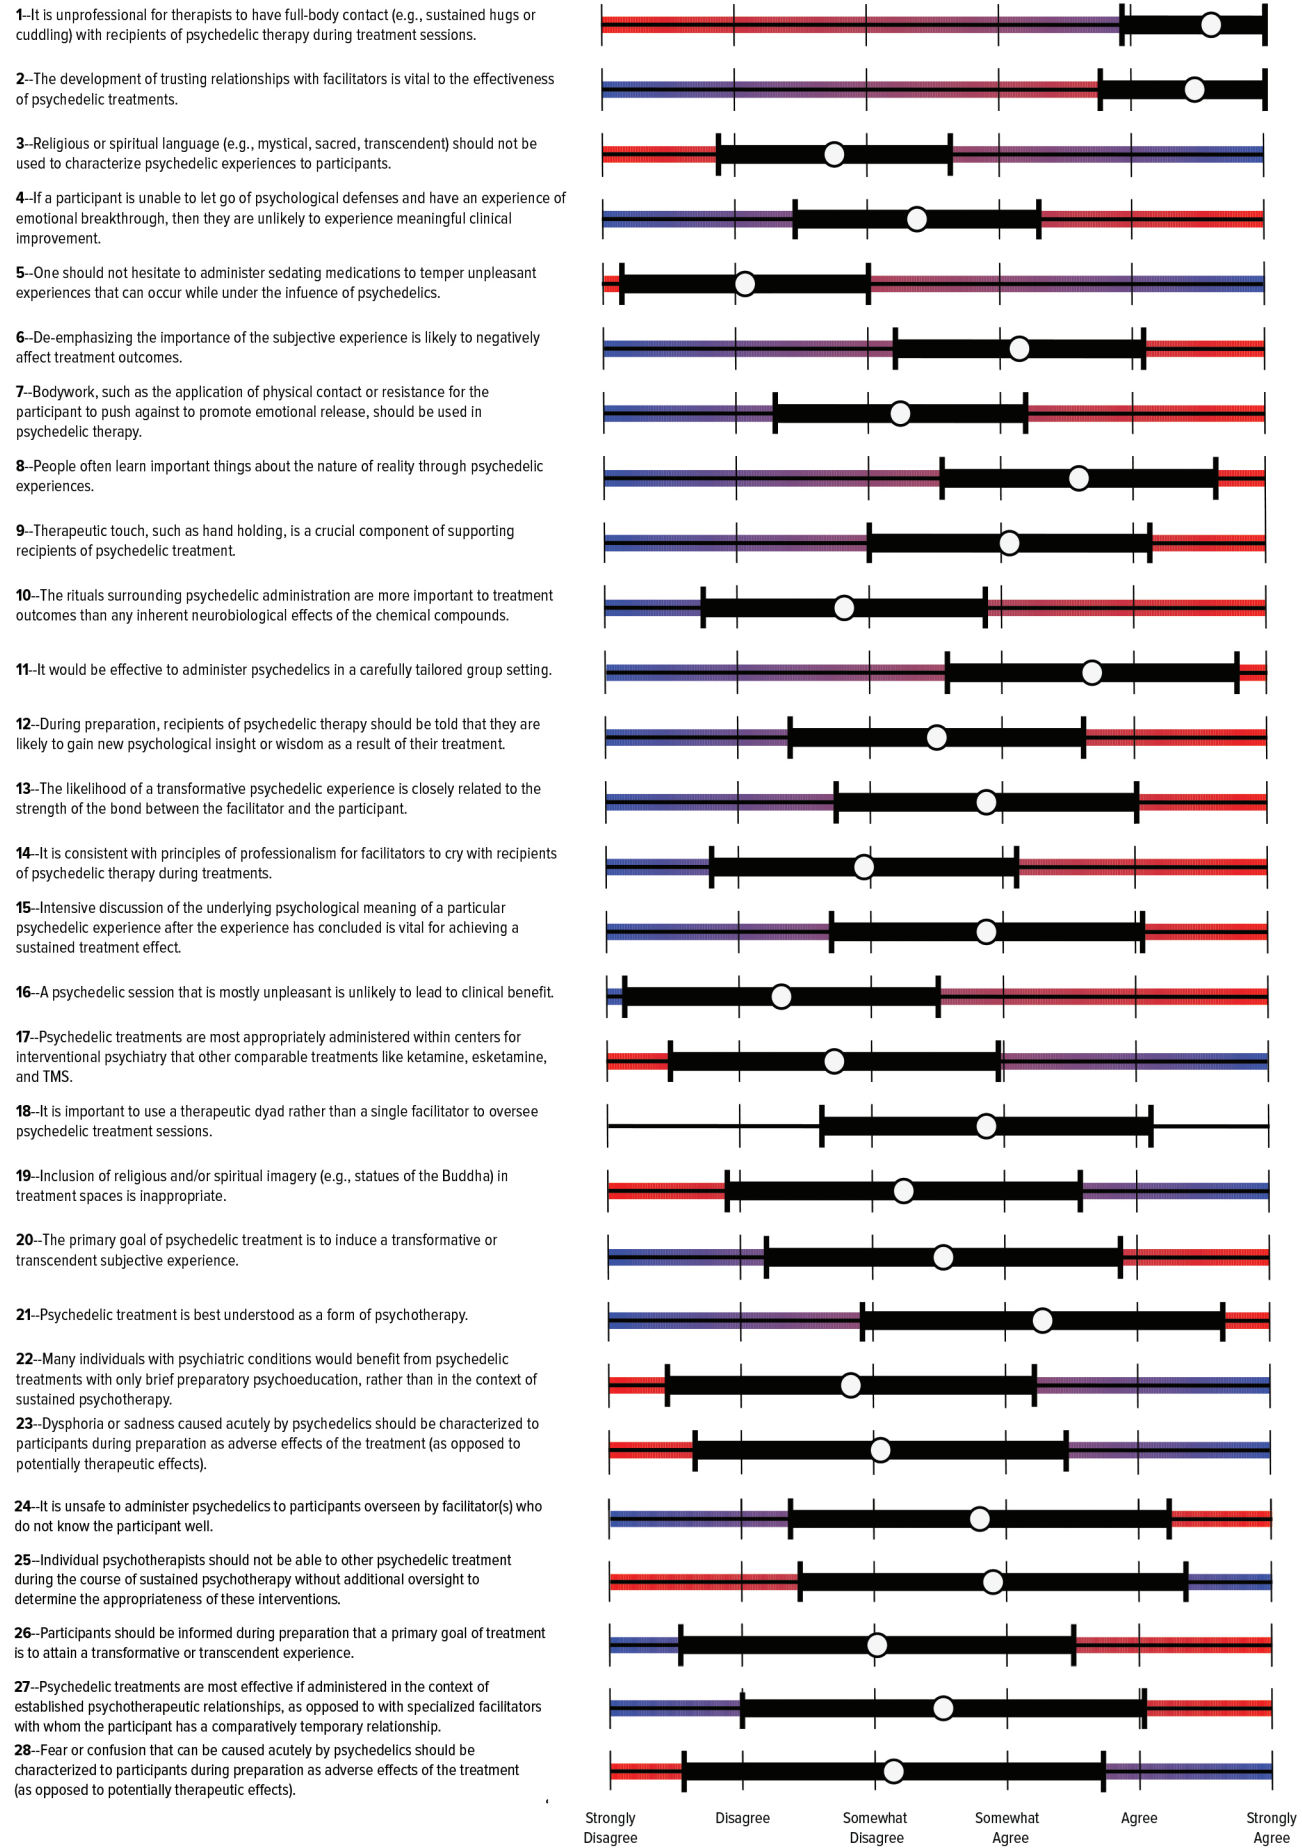 1--It is unprofessional for therapists to have full-body contact (e.g., sustained hugs or
cuddling) with recipients of psychedelic therapy during treatment sessions.
2--The development of trusting relationships with facilitators is vital to the effectiveness
of psychedelic treatments.
3--Religious or spiritual language (e.g., mystical, sacred, transcendent) should not be
used to characterize psychedelic experiences to participants.
4--If a participant is unable to let go of psychological defenses and have an experience of
emotional breakthrough, then they are unlikely to experience meaningful clinical
improvement.
5--One should not hesitate to administer sedating medications to temper unpleasant
experiences that can occur while under the infuence of psychedelics.
6--De-emphasizing the importance of the subjective experience is likely to negatively
affect treatment outcomes.
7--Bodywork, such as the application of physical contact or resistance for the
participant to push against to promote emotional release, should be used in
psychedelic therapy.
8--People often learn important things about the nature of reality through psychedelic
experiences.
9--Therapeutic touch, such as hand holding, is a crucial component of supporting
recipients of psychedelic treatment.
10--The rituals surrounding psychedelic administration are more important to treatment
outcomes than any inherent neurobiological effects of the chemical compounds.
11--It would be effective to administer psychedelics in a carefully tailored group setting.
12--During preparation, recipients of psychedelic therapy should be told that they are
likely to gain new psychological insight or wisdom as a result of their treatment.
13--The likelihood of a transformative psychedelic experience is closely related to the
strength of the bond between the facilitator and the participant.
14--It is consistent with principles of professionalism for facilitators to cry with recipients
of psychedelic therapy during treatments.
15--Intensive discussion of the underlying psychological meaning of a particular
psychedelic experience after the experience has concluded is vital for achieving a
sustained treatment effect.
16--A psychedelic session that is mostly unpleasant is unlikely to lead to clinical benefit.
17--Psychedelic treatments are most appropriately administered within centers for
interventional psychiatry that other comparable treatments like ketamine, esketamine,
and TMS.
18--It is important to use a therapeutic dyad rather than a single facilitator to oversee
psychedelic treatment sessions.
19--Inclusion of religious and/or spiritual imagery (e.g., statues of the Buddha) in
treatment spaces is inappropriate.
20--The primary goal of psychedelic treatment is to induce a transformative or
transcendent subjective experience.
21--Psychedelic treatment is best understood as a form of psychotherapy.
22--Many individuals with psychiatric conditions would benefit from psychedelic
treatments with only brief preparatory psychoeducation, rather than in the context of
sustained psychotherapy.
23--Dysphoria or sadness caused acutely by psychedelics should be characterized to
participants during preparation as adverse effects of the treatment (as opposed to
potentially therapeutic effects).
24--It is unsafe to administer psychedelics to participants overseen by facilitator(s) who
do not know the participant well.
25--Individual psychotherapists should not be able to other psychedelic treatment
during the course of sustained psychotherapy without additional oversight to
determine the appropriateness of these interventions.
26--Participants should be informed during preparation that a primary goal of treatment
is to attain a transformative or transcendent experience.
27--Psychedelic treatments are most effective if administered in the context of
established psychotherapeutic relationships, as opposed to with specialized facilitators
with whom the participant has a comparatively temporary relationship.
28--Fear or confusion that can be caused acutely by psychedelics should be
characterized to participants during preparation as adverse effects of the treatment
(as opposed to potentially therapeutic effects).
Strongly Disagree Somewhat Somewhat Agree Strongly
Disagree Disagree Agree Agree